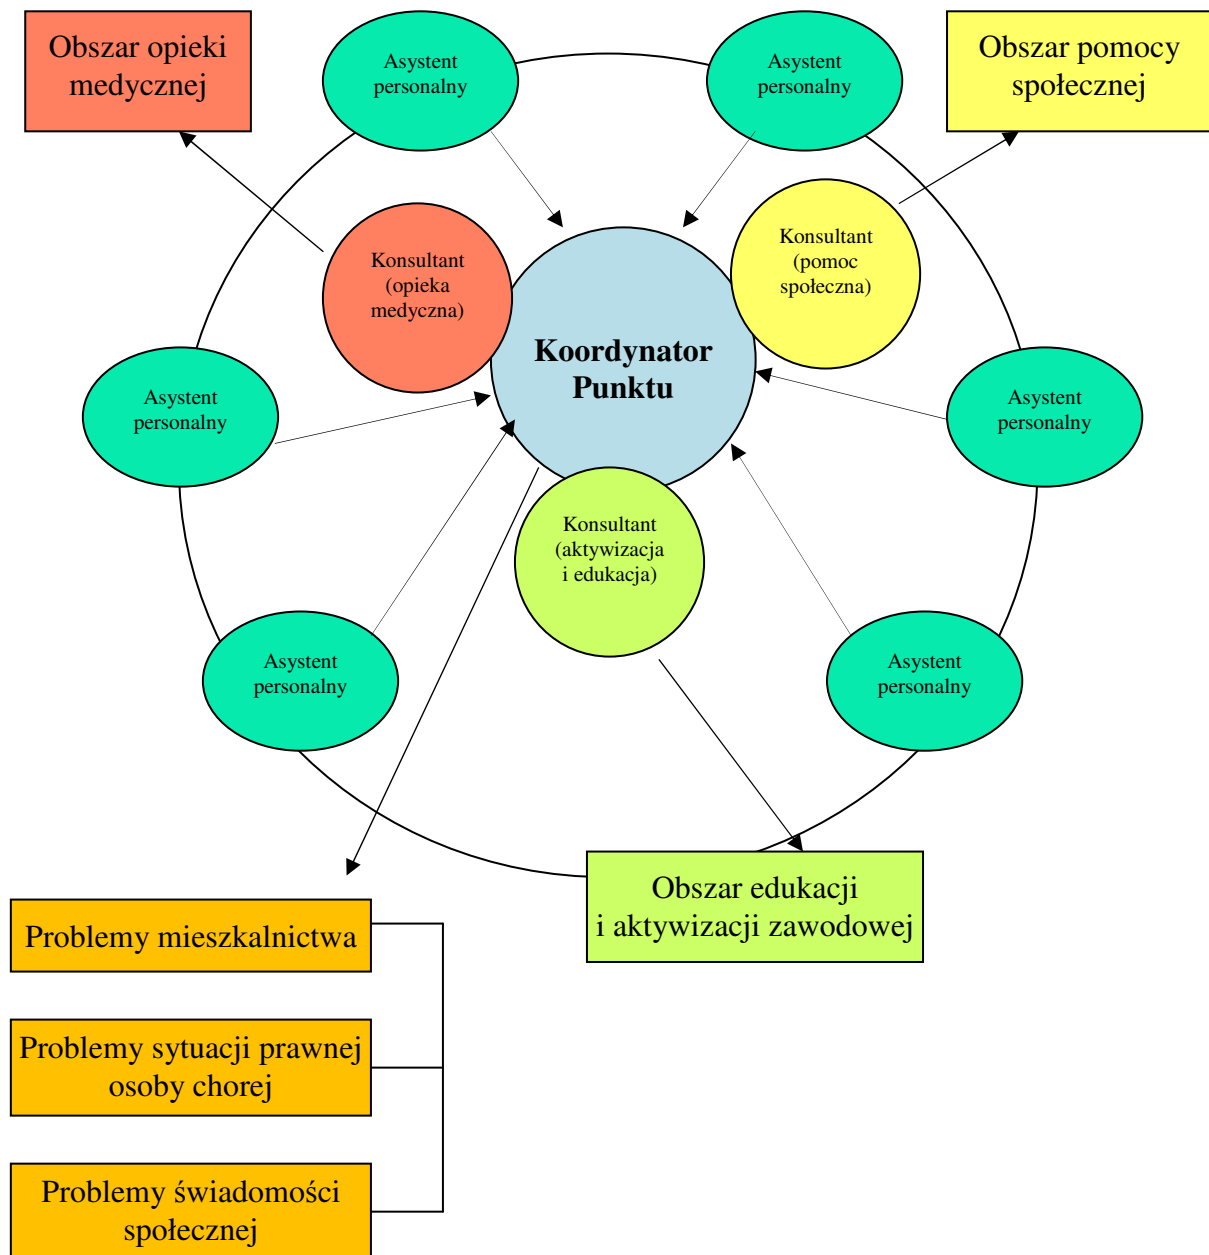 Obszar opieki
medycznej
Asystent
personalny
Asystent
personalny
Obszar pomocy
społecznej
Konsultant
(opieka
medyczna)
Konsultant
(pomoc
społeczna)
Koordynator
Punktu
Asystent
personalny
Asystent
personalny
Konsultant
(aktywizacja
i edukacja)
Asystent
personalny
Asystent
personalny
Obszar edukacji
i aktywizacji zawodowej
Problemy mieszkalnictwa
Problemy sytuacji prawnej
osoby chorej
Problemy świadomości
społecznej